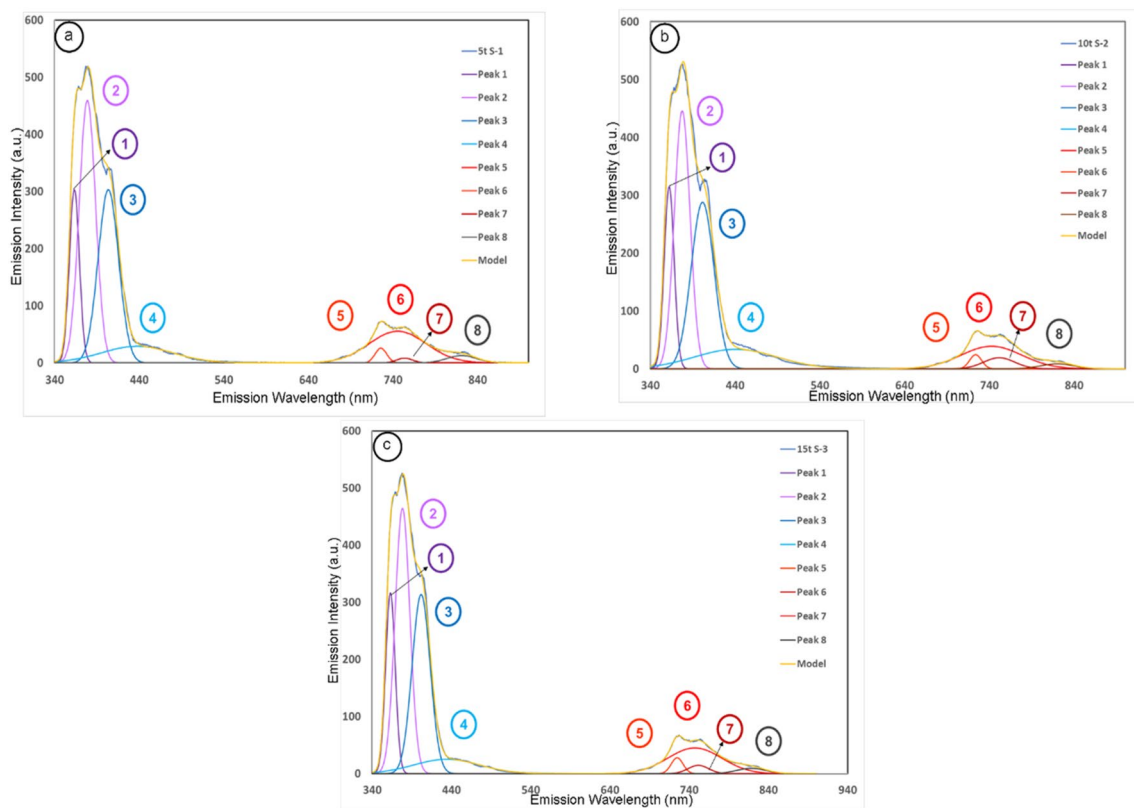 a
600
500
400
300
200
100
0
Emission Intensity (a.u.)
340
440
540
640
740
840
Emission Wavelength (nm)
1
2
3
4
5
6
7
8
5t S-1
Peak 1
Peak 2
Peak 3
Peak 4
Peak 5
Peak 6
Peak 7
Peak 8
Model
b
600
500
400
300
200
100
0
Emission Intensity (a.u.)
340
440
540
640
740
840
Emission Wavelength (nm)
1
2
3
4
5
6
7
8
10t S-2
Peak 1
Peak 2
Peak 3
Peak 4
Peak 5
Peak 6
Peak 7
Peak 8
Model
c
600
500
400
300
200
100
0
Emission Intensity (a.u.)
340
440
540
640
740
840
940
Emission Wavelength (nm)
1
2
3
4
5
6
7
8
15t S-3
Peak 1
Peak 2
Peak 3
Peak 4
Peak 5
Peak 6
Peak 7
Peak 8
Model